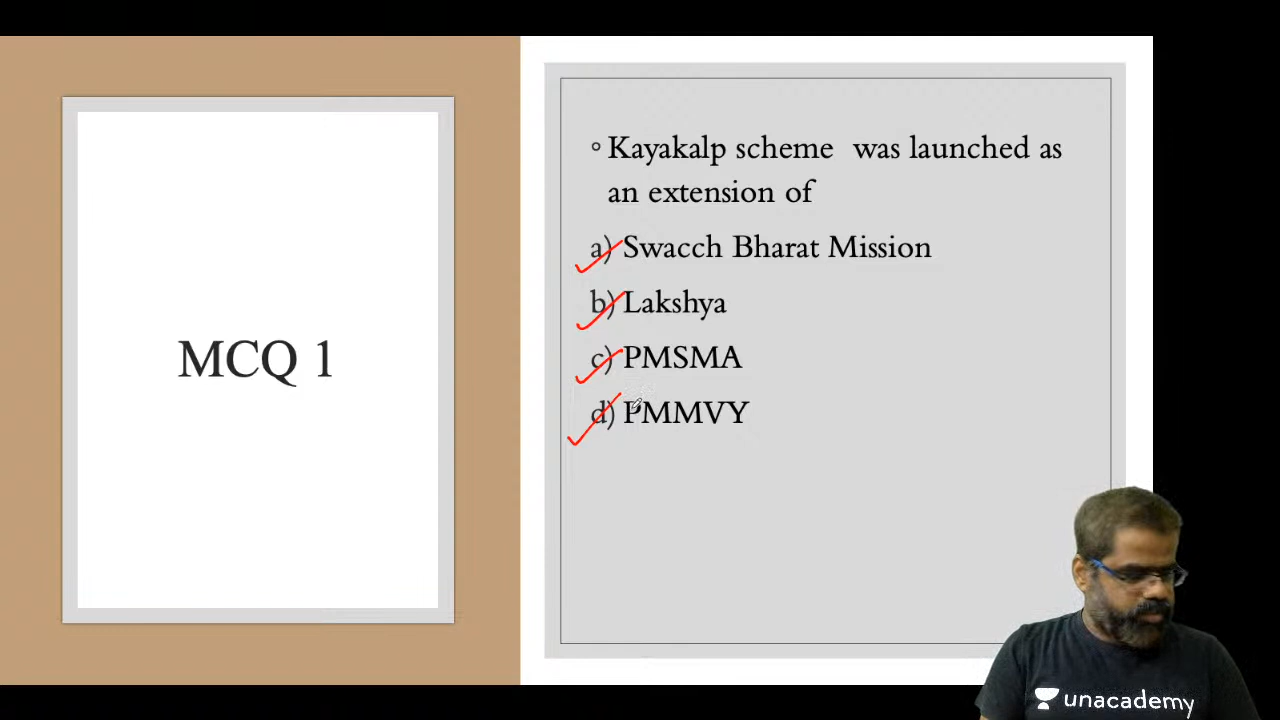 MCQ 1
Kayakalp scheme was launched as
an extension of
a) Swacch Bharat Mission
b) Lakshya
c) PMSMA
d) PMMVY
unacademy